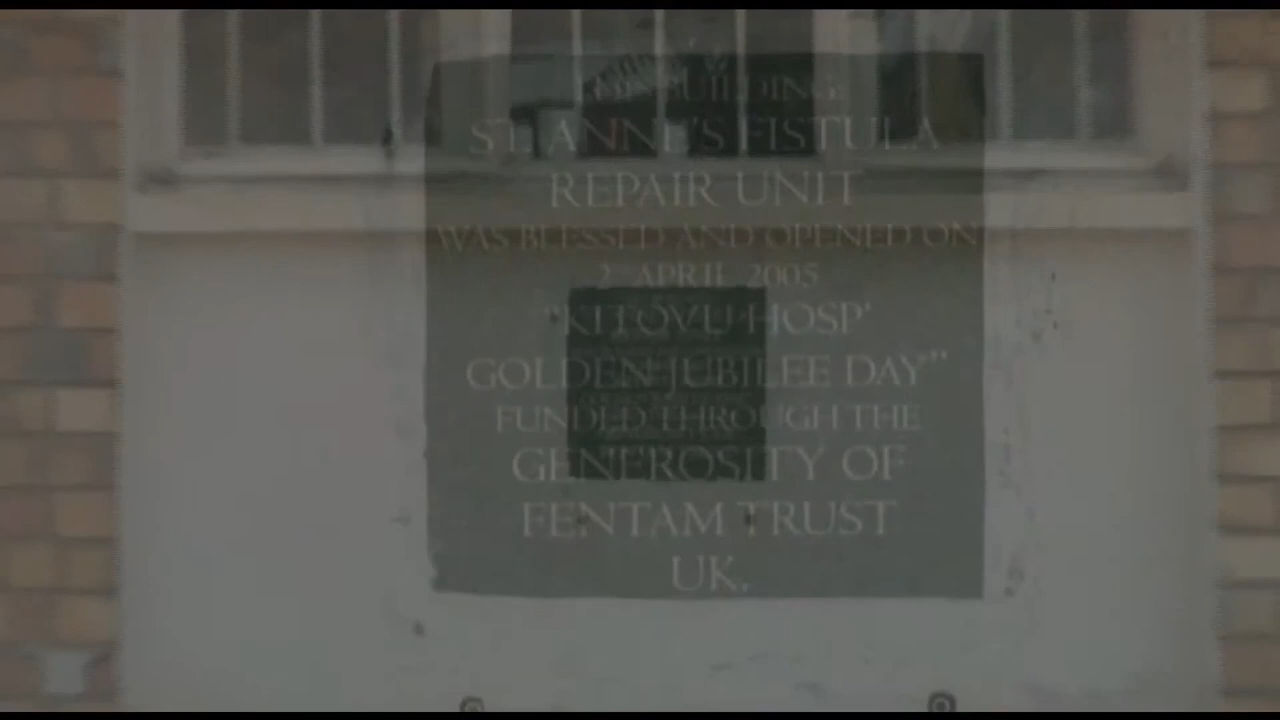 BUILDING
ST. ANNE'S FISTULA
REPAIR UNIT
WAS BLESSED AND OPENED ON
2 APRIL 2005
"KITOVU HOSP'
GOLDEN JUBILEE DAY"
FUNDED THROUGH THE
GENEROSITY OF
FENTAM TRUST
UK.